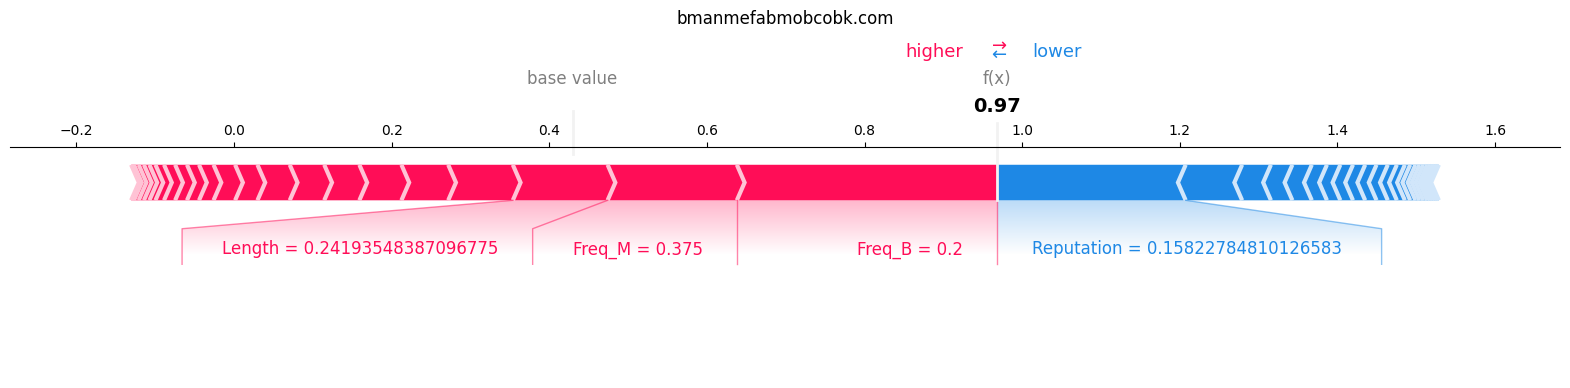 bmanmefabmobcobk.com
higher ⇄ lower
base value f(x)
0.97
−0.2 0.0 0.2 0.4 0.6 0.8 1.0 1.2 1.4 1.6
Length = 0.24193548387096775 Freq_M = 0.375 Freq_B = 0.2 Reputation = 0.15822784810126583